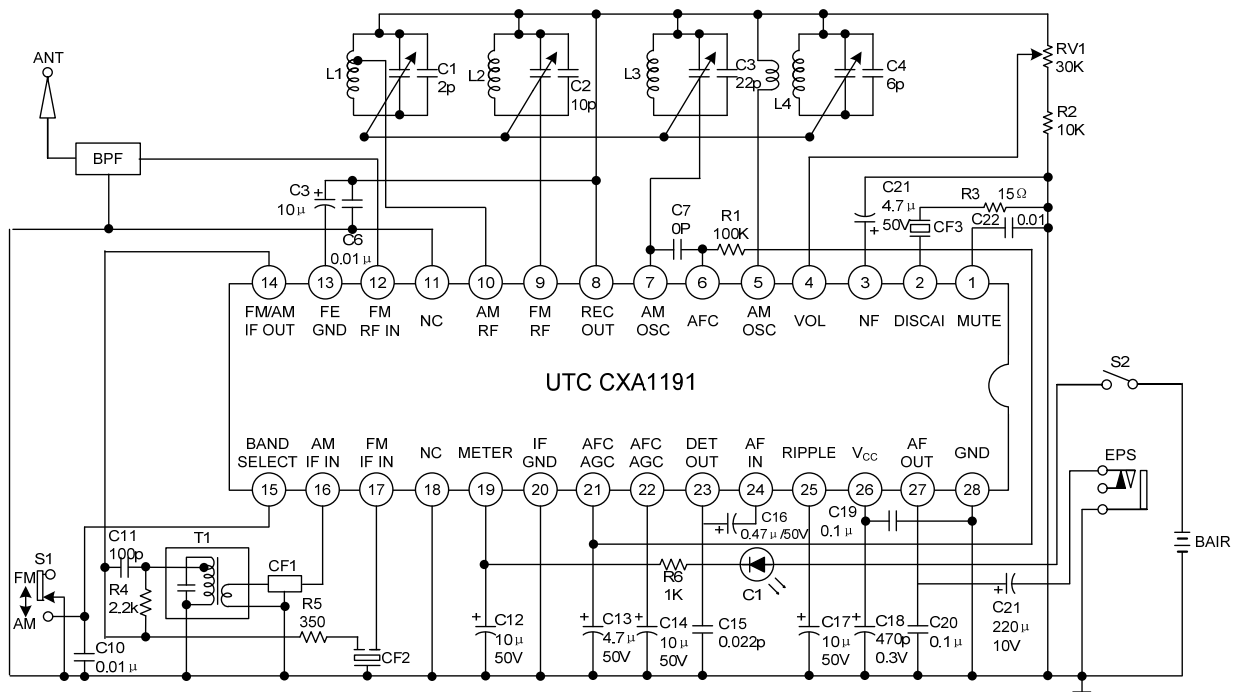 ANT
BPF
L1
C1
2p
L2
C2
10p
L3
C3
22p
L4
C4
6p
RV1
30K
R2
10K
C3 +
10μ
C6
0.01μ
C7
0P
R1
100K
C21
4.7μ
50V
+
CF3
R3 15Ω
C22 0.01
14 13 12 11 10 9 8 7 6 5 4 3 2 1
FM/AM
IF OUT
FE
GND
FM
RF IN
NC
AM
RF
FM
RF
REC
OUT
AM
OSC
AFC
AM
OSC
VOL
NF
DISCAI
MUTE
UTC CXA1191
BAND
SELECT
AM
IF IN
FM
IF IN
NC
METER
IF
GND
AFC
AGC
AFC
AGC
DET
OUT
AF
IN
RIPPLE
VCC
AF
OUT
GND
15 16 17 18 19 20 21 22 23 24 25 26 27 28
S2
EPS
BAIR
S1
FM
AM
C11
100p
R4
2.2k
T1
CF1
R5
350
CF2
C10
0.01μ
+ C16
0.47μ/50V
C19
0.1μ
R6
1K
C1
+ C12
10μ
50V
+ C13
4.7μ
50V
+ C14
10μ
50V
C15
0.022p
+ C17
10μ
50V
+ C18
470p
0.3V
C20
0.1μ
+
C21
220μ
10V